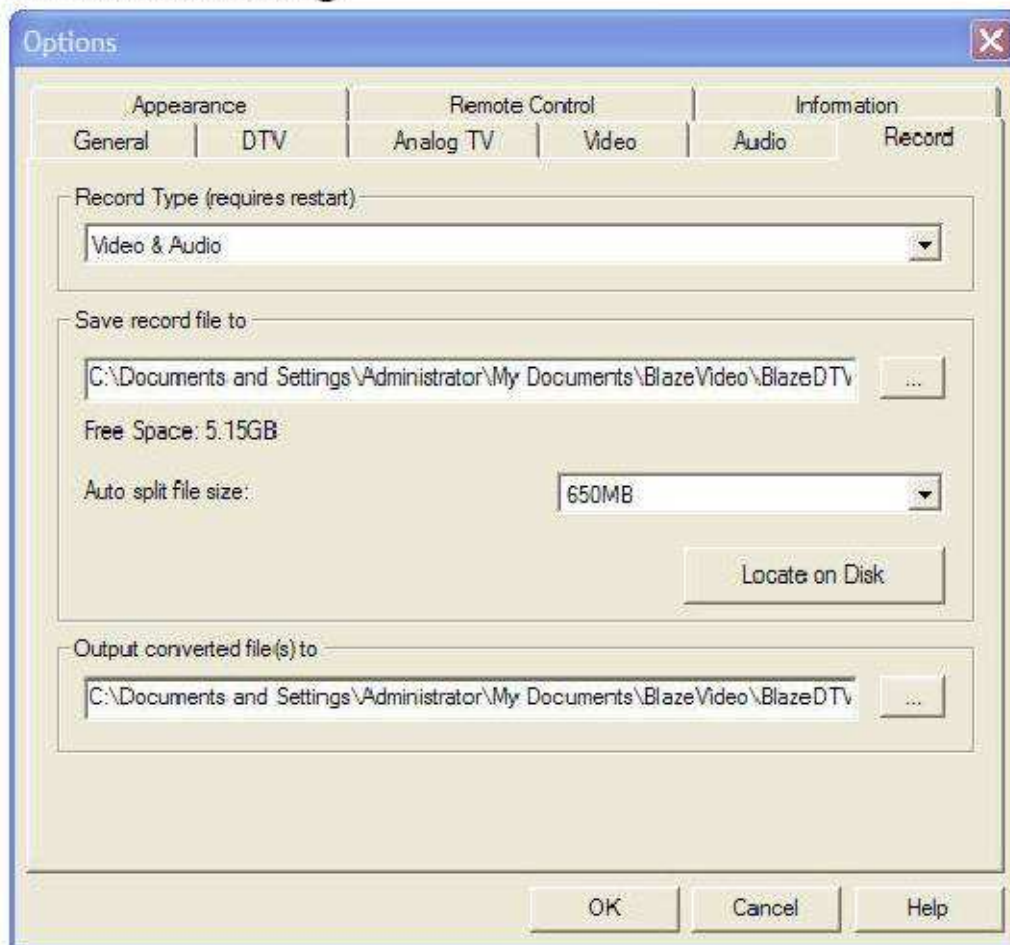 Options
Appearance Remote Control Information
General DTV Analog TV Video Audio Record
Record Type (requires restart)
Video & Audio
Save record file to
C:\Documents and Settings\Administrator\My Documents\BlazeVideo\BlazeDTV
...
Free Space: 5.15GB
Auto split file size:
650MB
Locate on Disk
Output converted file(s) to
C:\Documents and Settings\Administrator\My Documents\BlazeVideo\BlazeDTV
...
OK Cancel Help